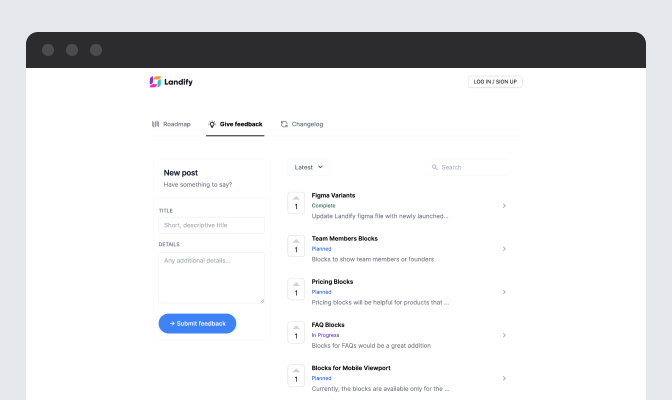 Landify
LOG IN / SIGN UP
Roadmap
Give feedback
Changelog
New post
Have something to say?
TITLE
Short, descriptive title
DETAILS
Any additional details...
→ Submit feedback
Latest
Search
1
Figma Variants
Complete
Update Landify figma file with newly launched...
1
Team Members Blocks
Planned
Blocks to show team members or founders
1
Pricing Blocks
Planned
Pricing blocks will be helpful for products that ...
1
FAQ Blocks
In Progress
Blocks for FAQs would be a great addition
1
Blocks for Mobile Viewport
Planned
Currently, the blocks are available only for the ...